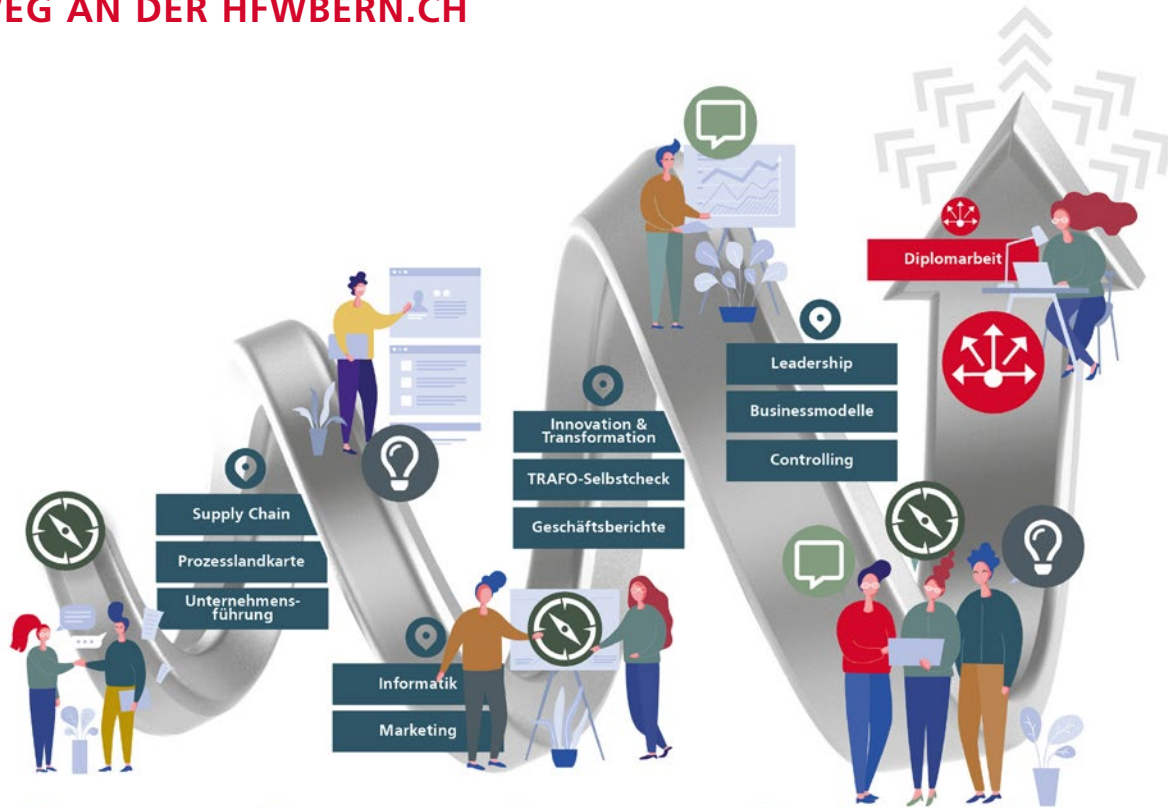 WEG AN DER HFWBERN.CH
Diplomarbeit
Leadership
Businessmodelle
Controlling
Innovation &
Transformation
TRAFO-Selbstcheck
Geschäftsberichte
Supply Chain
Prozesslandkarte
Unternehmens-
führung
Informatik
Marketing